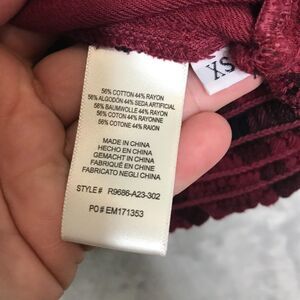 56% COTTON 44% RAYON
56% ALGODÓN 44% SEDA ARTIFICIAL
56% BAUMWOLLE 44% RAYON
56% COTON 44% RAYONNE
56% COTONE 44% RAION
MADE IN CHINA
HECHO EN CHINA
GEMACHT IN CHINA
FABRIQUÉ EN CHINE
FABRICATO NEGLI CHINA
STYLE # R9686-A23-302
PO # EM171353
XS